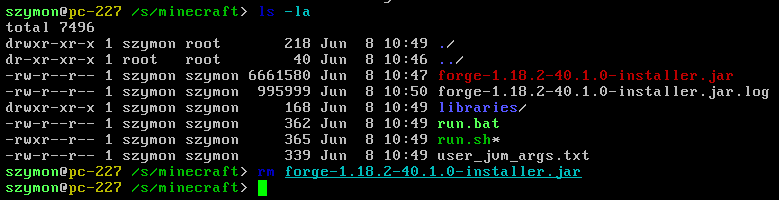 szymon@pc-227 /s/minecraft> ls -la
total 7496
drwxr-xr-x 1 szymon root       218 Jun  8 10:49 ./
drwxr-xr-x 1 root   root        40 Jun  8 10:46 ../
-rw-r--r-- 1 szymon szymon 6661580 Jun  8 10:47 forge-1.18.2-40.1.0-installer.jar
-rw-r--r-- 1 szymon szymon  995999 Jun  8 10:50 forge-1.18.2-40.1.0-installer.jar.log
drwxr-xr-x 1 szymon szymon     168 Jun  8 10:49 libraries/
-rw-r--r-- 1 szymon szymon     362 Jun  8 10:49 run.bat
-rwxr--r-- 1 szymon szymon     365 Jun  8 10:49 run.sh*
-rw-r--r-- 1 szymon szymon     339 Jun  8 10:49 user_jvm_args.txt
szymon@pc-227 /s/minecraft> rm forge-1.18.2-40.1.0-installer.jar
szymon@pc-227 /s/minecraft>